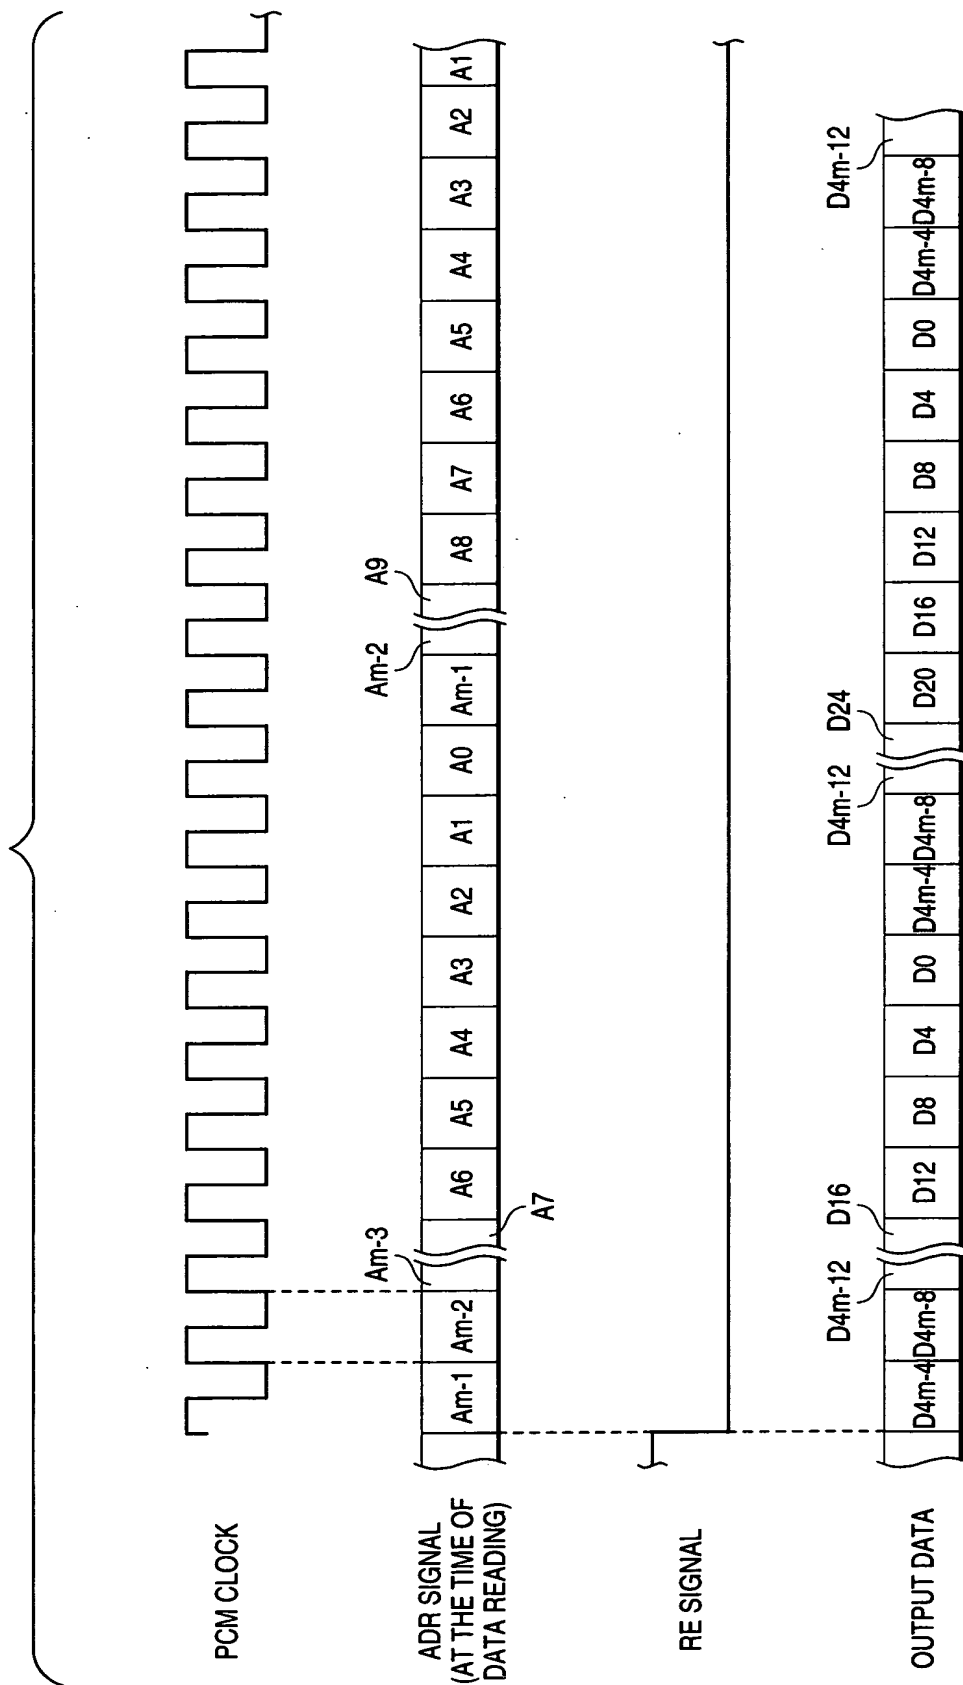 PCM CLOCK
ADR SIGNAL
(AT THE TIME OF
DATA READING)
Am-1
Am-2
Am-3
A7
A6
A5
A4
A3
A2
A1
A0
Am-1
Am-2
A9
A8
A7
A6
A5
A4
A3
A2
A1
RE SIGNAL
OUTPUT DATA
D4m-4
D4m-8
D4m-12
D16
D12
D8
D4
D0
D4m-4
D4m-8
D4m-12
D24
D20
D16
D12
D8
D4
D0
D4m-4
D4m-8
D4m-12